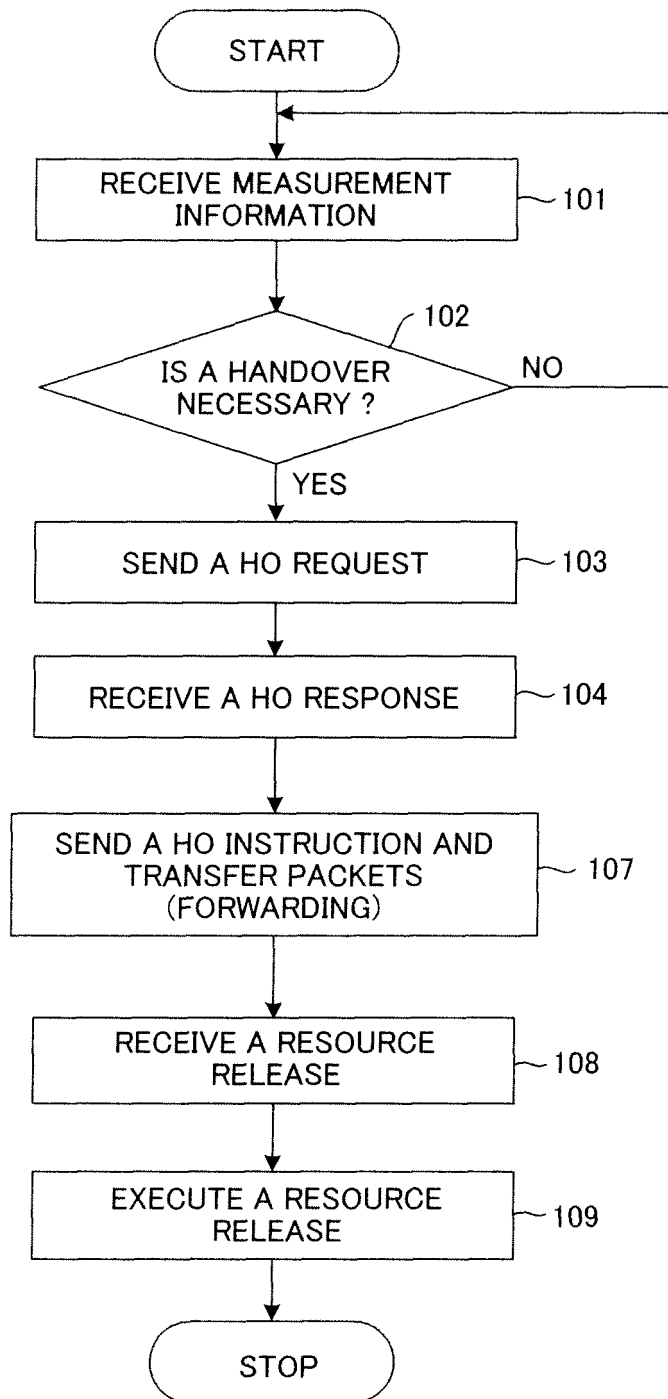 START
RECEIVE MEASUREMENT
INFORMATION
101
102
IS A HANDOVER
NECESSARY ?
NO
YES
SEND A HO REQUEST
103
RECEIVE A HO RESPONSE
104
SEND A HO INSTRUCTION AND
TRANSFER PACKETS
(FORWARDING)
107
RECEIVE A RESOURCE
RELEASE
108
EXECUTE A RESOURCE
RELEASE
109
STOP